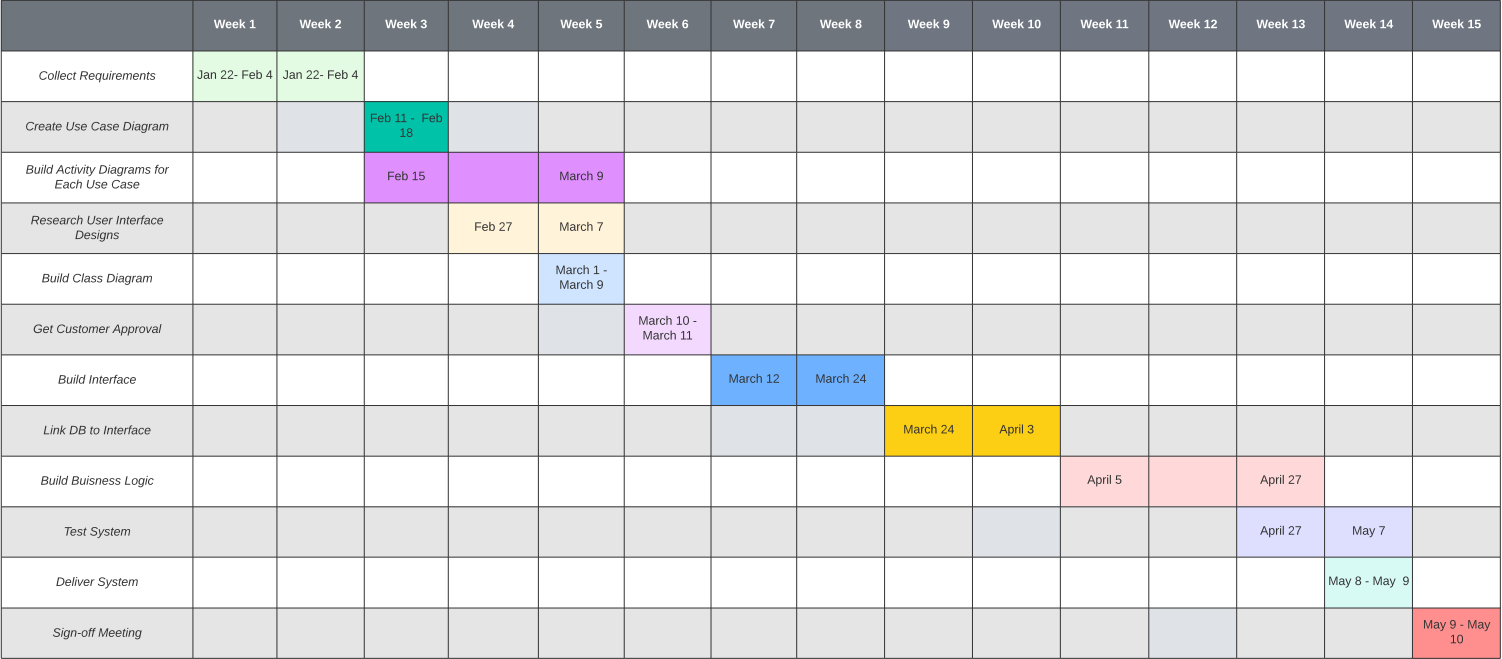 Week 1 Week 2 Week 3 Week 4 Week 5 Week 6 Week 7 Week 8 Week 9 Week 10 Week 11 Week 12 Week 13 Week 14 Week 15
Collect Requirements Jan 22- Feb 4 Jan 22- Feb 4
Create Use Case Diagram
Feb 11 - Feb
18
Build Activity Diagrams for
Each Use Case
Feb 15 March 9
Research User Interface
Designs
Feb 27 March 7
Build Class Diagram
March 1 -
March 9
Get Customer Approval
March 10 -
March 11
Build Interface March 12 March 24
Link DB to Interface March 24 April 3
Build Buisness Logic April 5 April 27
Test System April 27 May 7
Deliver System May 8 - May 9
Sign-off Meeting
May 9 - May
10